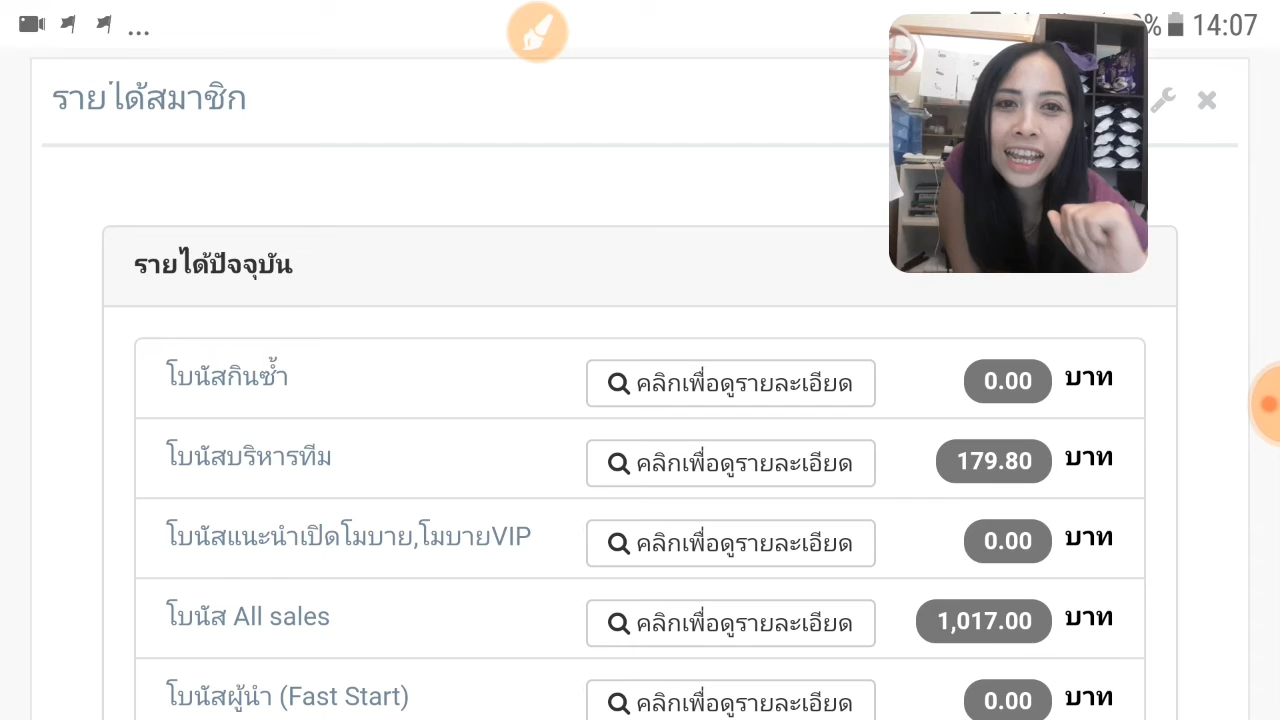 % 14:07
รายได้สมาชิก
รายได้ปัจจุบัน
โบนัสกินซ้ำ คลิกเพื่อดูรายละเอียด 0.00 บาท
โบนัสบริหารทีม คลิกเพื่อดูรายละเอียด 179.80 บาท
โบนัสแนะนำเปิดโมบาย,โมบายVIP คลิกเพื่อดูรายละเอียด 0.00 บาท
โบนัส All sales คลิกเพื่อดูรายละเอียด 1,017.00 บาท
โบนัสผู้นำ (Fast Start) คลิกเพื่อดูรายละเอียด 0.00 บาท